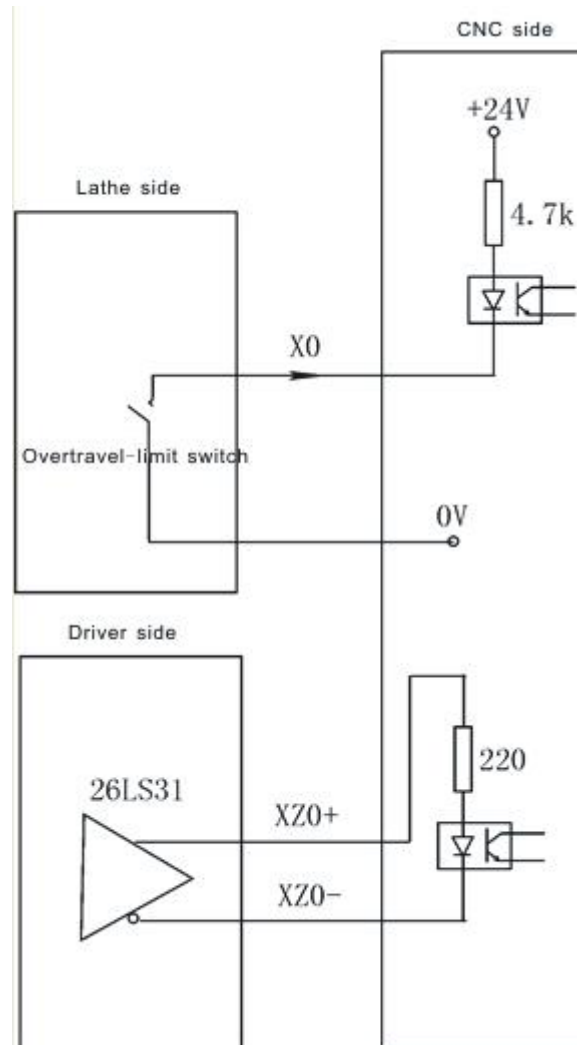 CNC side
+24V
Lathe side
4.7k
X0
Overtravel-limit switch
0V
Driver side
220
26LS31
XZ0+
XZ0-